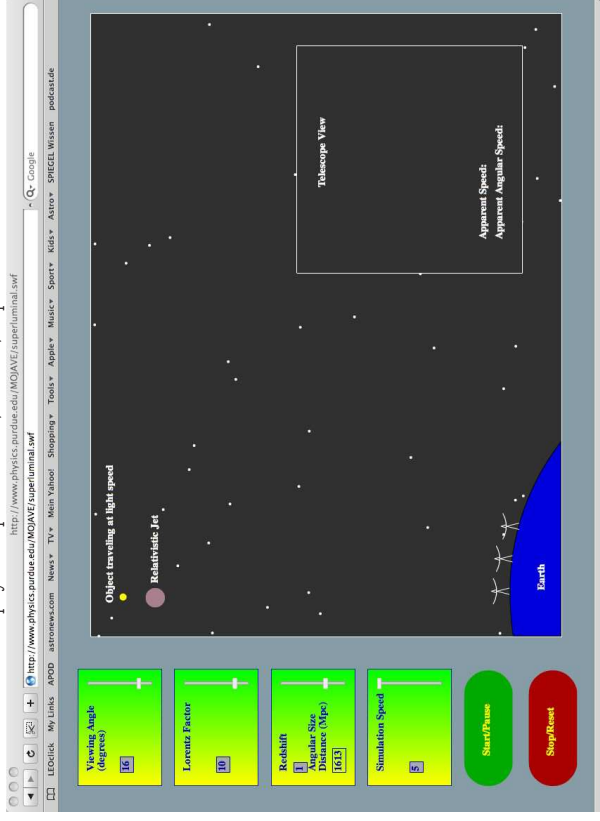 http://www.physics.purdue.edu/MOJAVE/superluminal.swf
http://www.physics.purdue.edu/MOJAVE/superluminal.swf
Q- Google
LEOclick My Links APOD astronews.com News TV Mein Yahoo! Shopping Tools Apple Music Sport Kids Astro SPIEGEL Wissen podcast.de
Viewing Angle
(degrees)
16
Lorentz Factor
10
Redshift
1
Angular Size
Distance (Mpc)
1613
Simulation Speed
5
Start/Pause
Stop/Reset
Object traveling at light speed
Relativistic Jet
Earth
Telescope View
Apparent Speed:
Apparent Angular Speed: